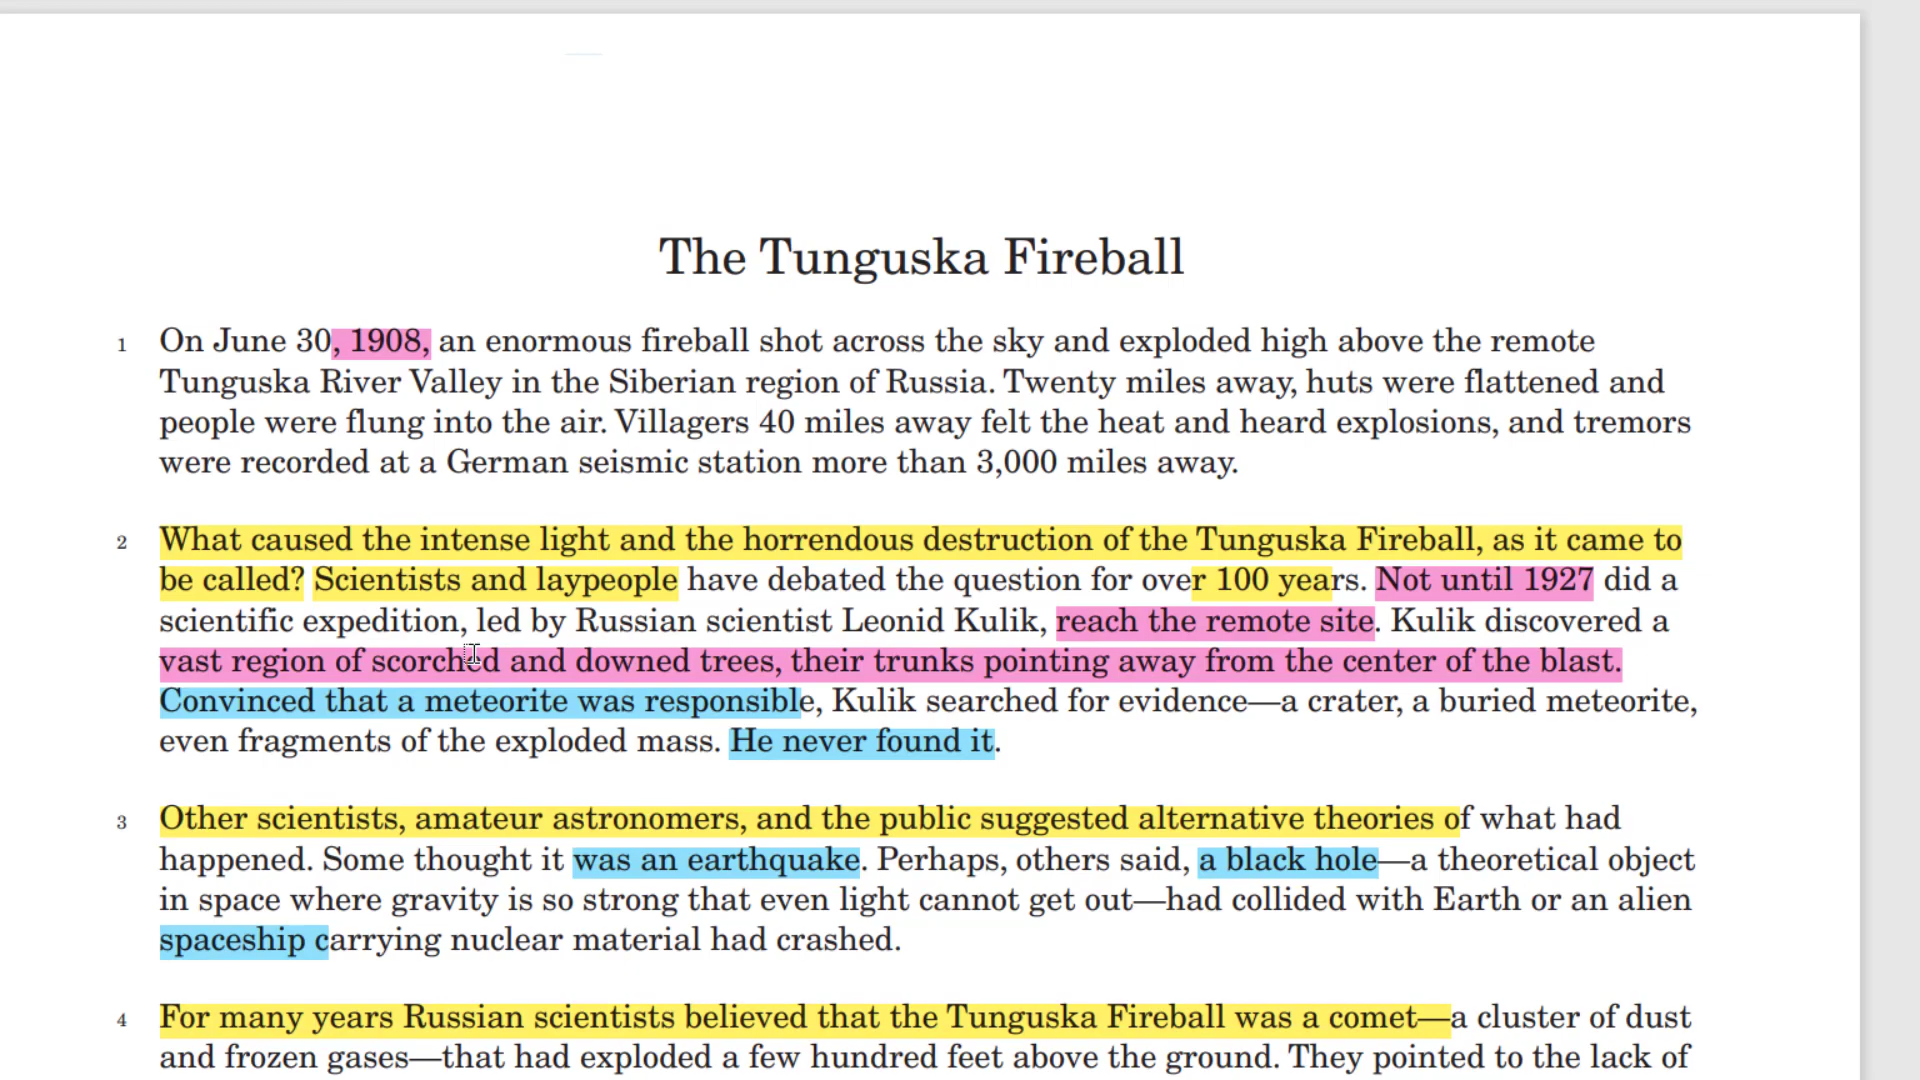 The Tunguska Fireball
1 On June 30, 1908, an enormous fireball shot across the sky and exploded high above the remote
Tunguska River Valley in the Siberian region of Russia. Twenty miles away, huts were flattened and
people were flung into the air. Villagers 40 miles away felt the heat and heard explosions, and tremors
were recorded at a German seismic station more than 3,000 miles away.
2 What caused the intense light and the horrendous destruction of the Tunguska Fireball, as it came to
be called? Scientists and laypeople have debated the question for over 100 years. Not until 1927 did a
scientific expedition, led by Russian scientist Leonid Kulik, reach the remote site. Kulik discovered a
vast region of scorched and downed trees, their trunks pointing away from the center of the blast.
Convinced that a meteorite was responsible, Kulik searched for evidence—a crater, a buried meteorite,
even fragments of the exploded mass. He never found it.
3 Other scientists, amateur astronomers, and the public suggested alternative theories of what had
happened. Some thought it was an earthquake. Perhaps, others said, a black hole—a theoretical object
in space where gravity is so strong that even light cannot get out—had collided with Earth or an alien
spaceship carrying nuclear material had crashed.
4 For many years Russian scientists believed that the Tunguska Fireball was a comet—a cluster of dust
and frozen gases—that had exploded a few hundred feet above the ground. They pointed to the lack of